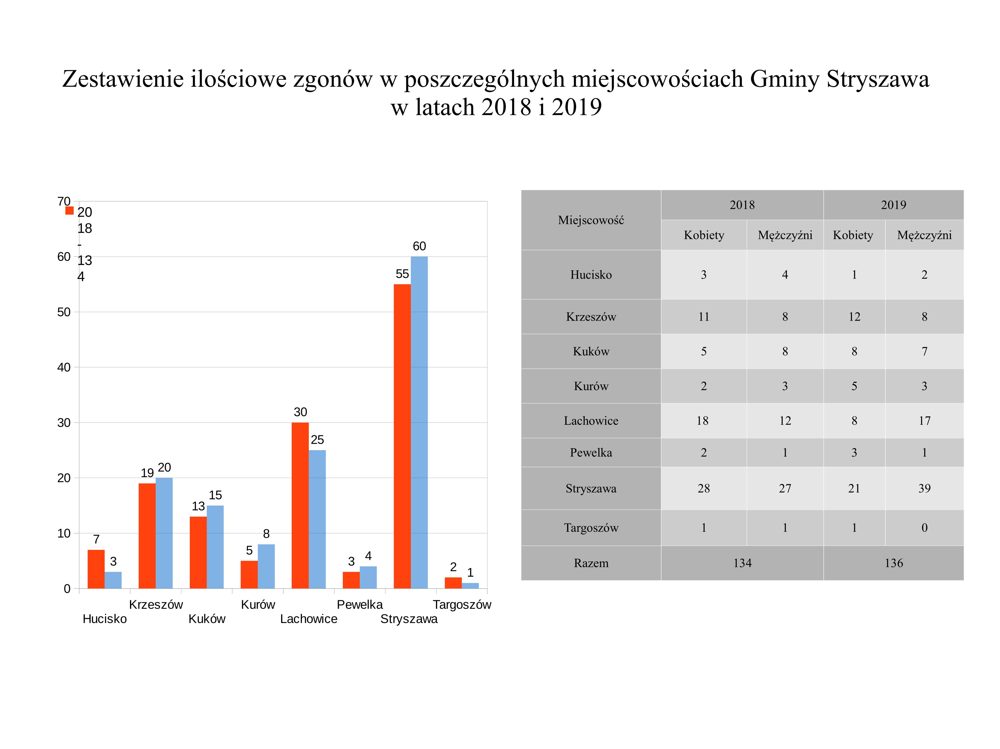 Zestawienie ilościowe zgonów w poszczególnych miejscowościach Gminy Stryszawa
w latach 2018 i 2019
70
60
50
40
30
20
10
0
20
18
-
13
4
7
3
19
20
13
15
5
8
30
25
3
4
55
60
2
1
Hucisko
Krzeszów
Kuków
Kurów
Lachowice
Pewelka
Stryszawa
Targoszów
Miejscowość 2018 2019
Kobiety Mężczyźni Kobiety Mężczyźni
Hucisko 3 4 1 2
Krzeszów 11 8 12 8
Kuków 5 8 8 7
Kurów 2 3 5 3
Lachowice 18 12 8 17
Pewelka 2 1 3 1
Stryszawa 28 27 21 39
Targoszów 1 1 1 0
Razem 134 136